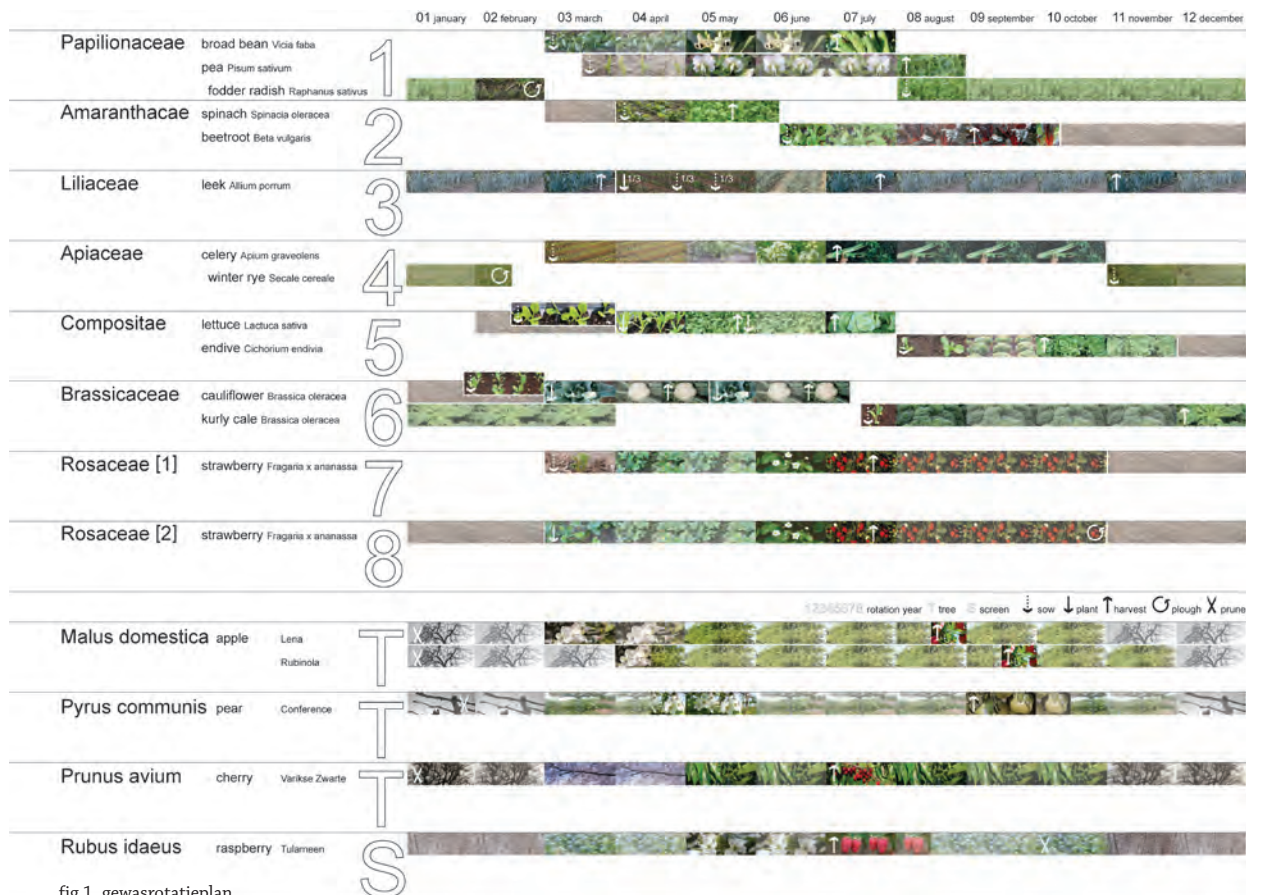 01 january 02 february 03 march 04 april 05 may 06 june 07 july 08 august 09 september 10 october 11 november 12 december
Papilionaceae broad bean Vicia faba 1
pea Pisum sativum
fodder radish Raphanus sativus
Amaranthacae spinach Spinacia oleracea 2
beetroot Beta vulgaris
Liliaceae leek Allium porrum 3 1/3 1/3 1/3
Apiaceae celery Apium graveolens 4
winter rye Secale cereale
Compositae lettuce Lactuca sativa 5
endive Cichorium endivia
Brassicaceae cauliflower Brassica oleracea 6
kurly cale Brassica oleracea
Rosaceae [1] strawberry Fragaria x ananassa 7
Rosaceae [2] strawberry Fragaria x ananassa 8
12345678 rotation year T tree S screen sow plant harvest plough prune
Malus domestica apple Lena T
Rubinola
Pyrus communis pear Conference T
Prunus avium cherry Varikse Zwarte T
Rubus idaeus raspberry Tulameen S
fig 1. gewasrotatieplan